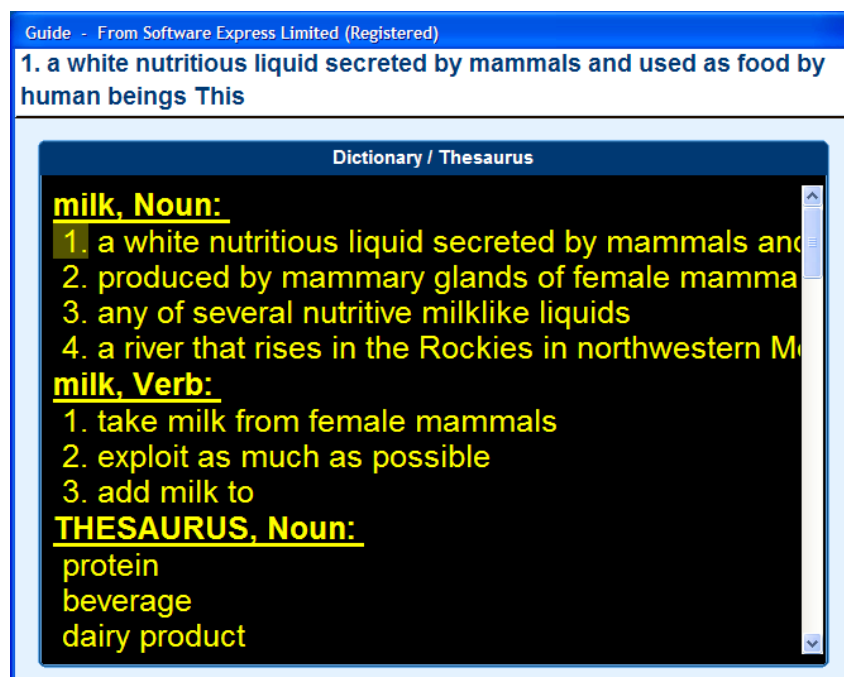 Guide - From Software Express Limited (Registered)
1. a white nutritious liquid secreted by mammals and used as food by
human beings This
Dictionary / Thesaurus
milk, Noun:
1. a white nutritious liquid secreted by mammals and
2. produced by mammary glands of female mamma
3. any of several nutritive milklike liquids
4. a river that rises in the Rockies in northwestern
milk, Verb:
1. take milk from female mammals
2. exploit as much as possible
3. add milk to
THESAURUS, Noun:
protein
beverage
dairy product